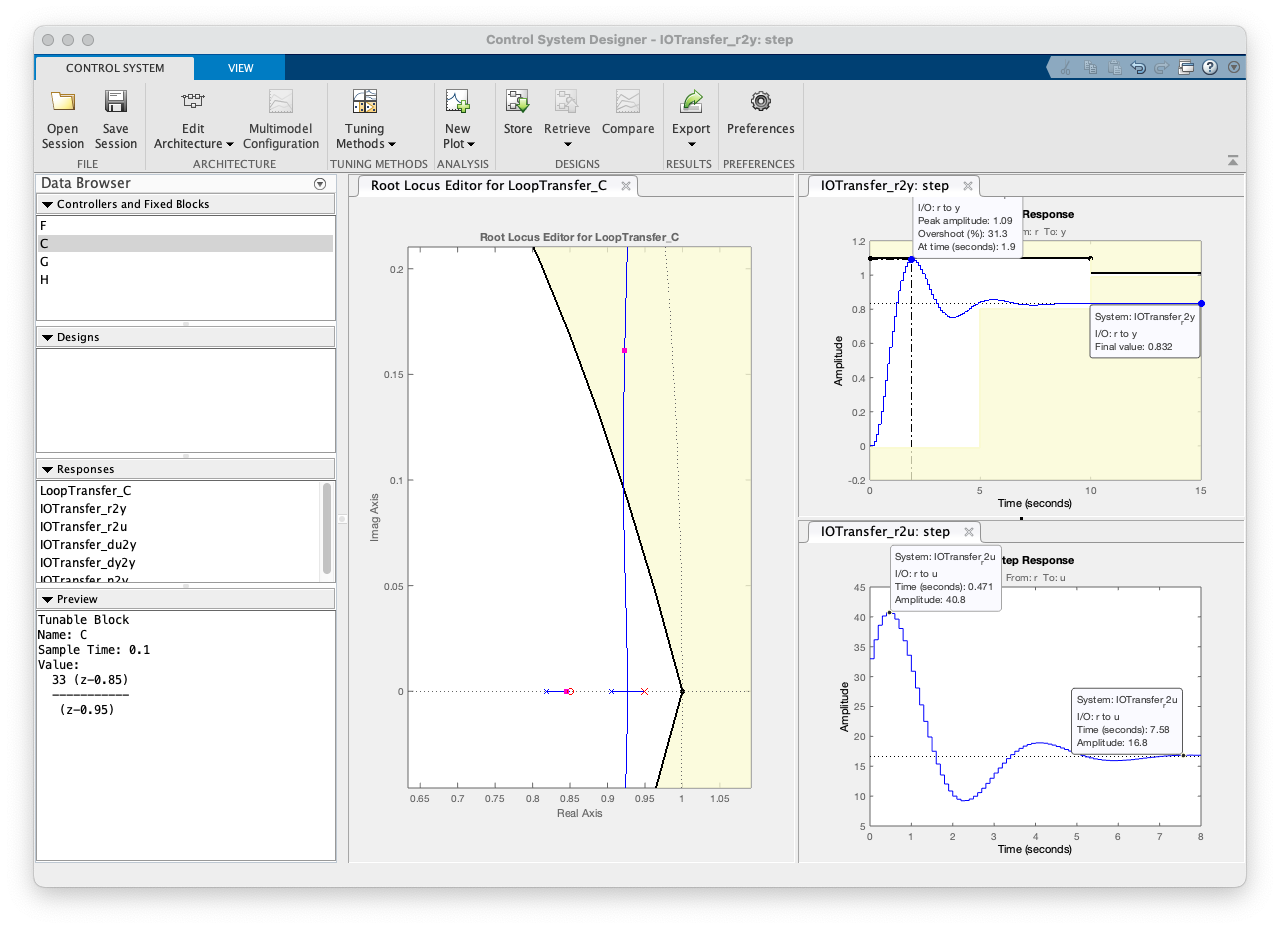 Control System Designer - IOTransfer_r2y: step
CONTROL SYSTEM
VIEW
Open Session
Save Session
Edit Architecture
Multimodel Configuration
Tuning Methods
New Plot
Store
Retrieve
Compare
Export
Preferences
FILE
ARCHITECTURE
TUNING METHODS
ANALYSIS
DESIGNS
RESULTS
PREFERENCES
Data Browser
Controllers and Fixed Blocks
F
C
G
H
Designs
Responses
LoopTransfer_C
IOTransfer_r2y
IOTransfer_r2u
IOTransfer_du2y
IOTransfer_dy2y
IOTransfer_n2y
Preview
Tunable Block
Name: C
Sample Time: 0.1
Value:
33 (z-0.85)
-----------
(z-0.95)
Root Locus Editor for LoopTransfer_C
Root Locus Editor for LoopTransfer_C
Imag Axis
0.2
0.15
0.1
0.05
0
0.65 0.7 0.75 0.8 0.85 0.9 0.95 1 1.05
Real Axis
IOTransfer_r2y: step
I/O: r to y
Peak amplitude: 1.09
Overshoot (%): 31.3
At time (seconds): 1.9
Response
m: r To: y
Amplitude
1.2
1
0.8
0.6
0.4
0.2
0
-0.2
System: IOTransfer_r2y
I/O: r to y
Final value: 0.832
0 5 10 15
Time (seconds)
IOTransfer_r2u: step
System: IOTransfer_r2u
I/O: r to u
Time (seconds): 0.471
Amplitude: 40.8
tep Response
From: r To: u
Amplitude
45
40
35
30
25
20
15
10
5
System: IOTransfer_r2u
I/O: r to u
Time (seconds): 7.58
Amplitude: 16.8
0 1 2 3 4 5 6 7 8
Time (seconds)